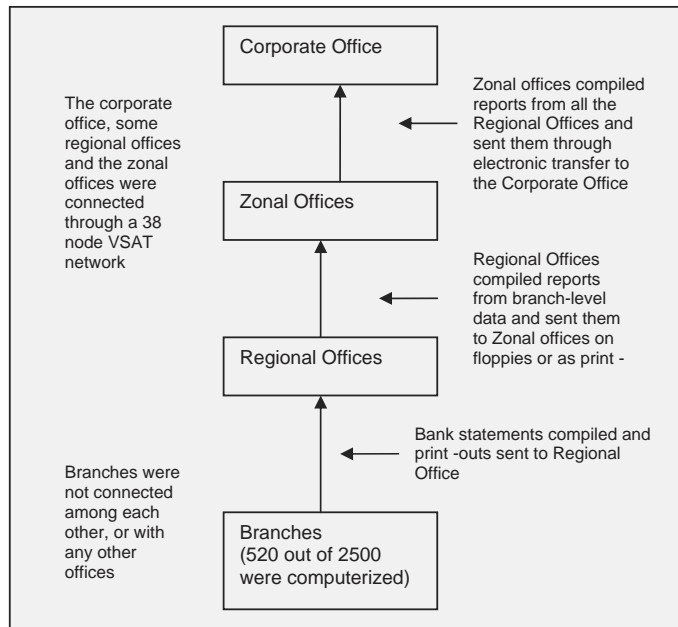 Corporate Office
Zonal offices compiled
reports from all the
Regional Offices and
sent them through
electronic transfer to
the Corporate Office
The corporate
office, some
regional offices
and the zonal
offices were
connected
through a 38
node VSAT
network
Zonal Offices
Regional Offices
compiled reports
from branch-level
data and sent them
to Zonal offices on
floppies or as print -
Regional Offices
Bank statements compiled and
print -outs sent to Regional
Office
Branches were
not connected
among each
other, or with
any other
offices
Branches
(520 out of 2500
were computerized)